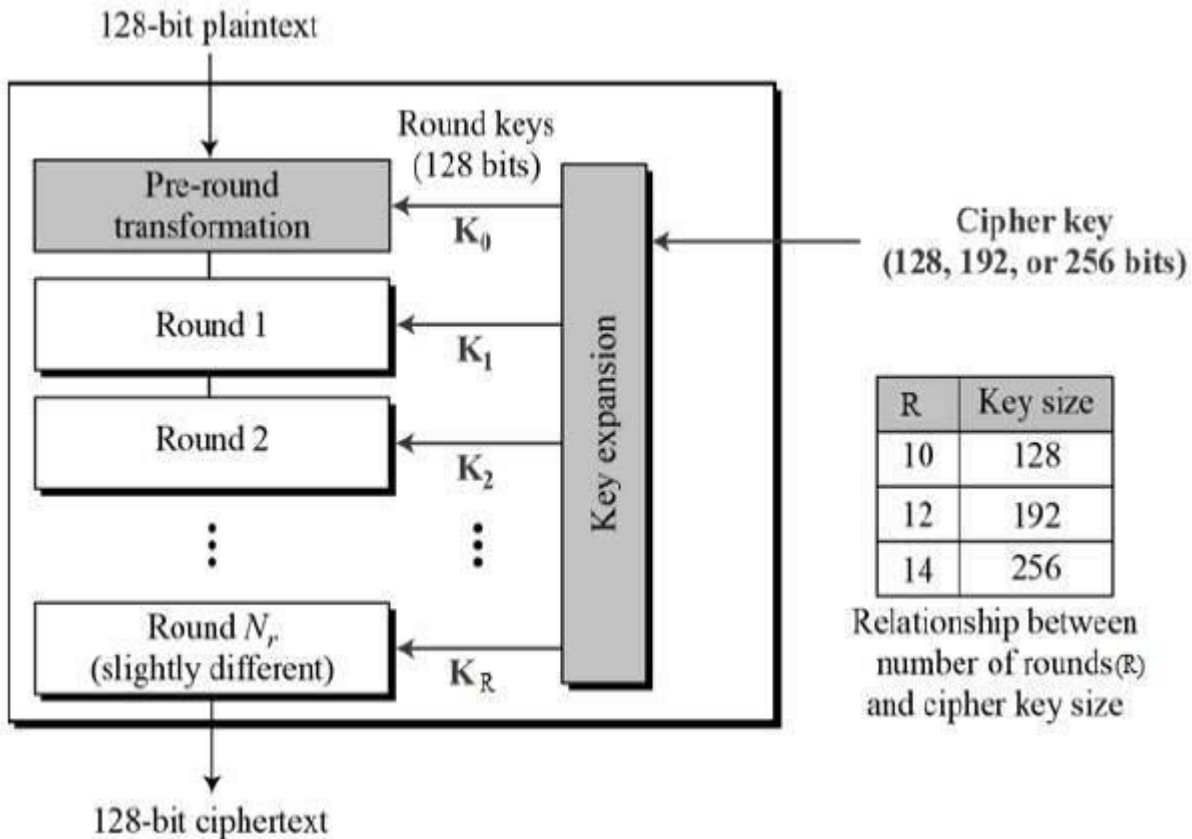 128-bit plaintext
Round keys
(128 bits)
Pre-round
transformation
K0
Cipher key
(128, 192, or 256 bits)
Round 1
K1
Key expansion
Round 2
K2
R Key size
10 128
12 192
14 256
Round Nr
(slightly different)
KR
Relationship between
number of rounds(R)
and cipher key size
128-bit ciphertext